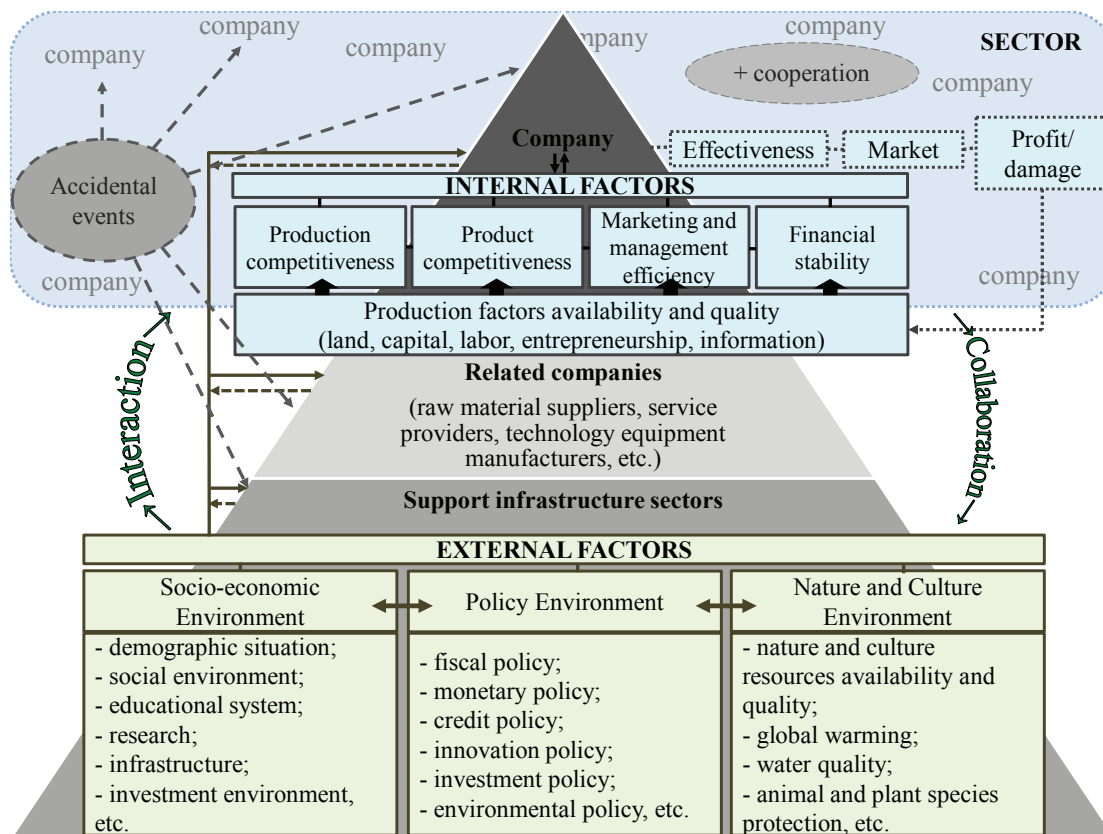 company
company
company
company
SECTOR
+ cooperation
company
company
company
Company
Effectiveness
Market
Profit/
damage
Accidental
events
INTERNAL FACTORS
Production
competitiveness
Product
competitiveness
Marketing and
management
efficiency
Financial
stability
company
company
Production factors availability and quality
(land, capital, labor, entrepreneurship, information)
Interaction
Collaboration
Related companies
(raw material suppliers, service
providers, technology equipment
manufacturers, etc.)
Support infrastructure sectors
EXTERNAL FACTORS
Socio-economic
Environment
Policy Environment
Nature and Culture
Environment
- demographic situation;
- social environment;
- educational system;
- research;
- infrastructure;
- investment environment,
etc.
- fiscal policy;
- monetary policy;
- credit policy;
- innovation policy;
- investment policy;
- environmental policy, etc.
- nature and culture
resources availability and
quality;
- global warming;
- water quality;
- animal and plant species
protection, etc.